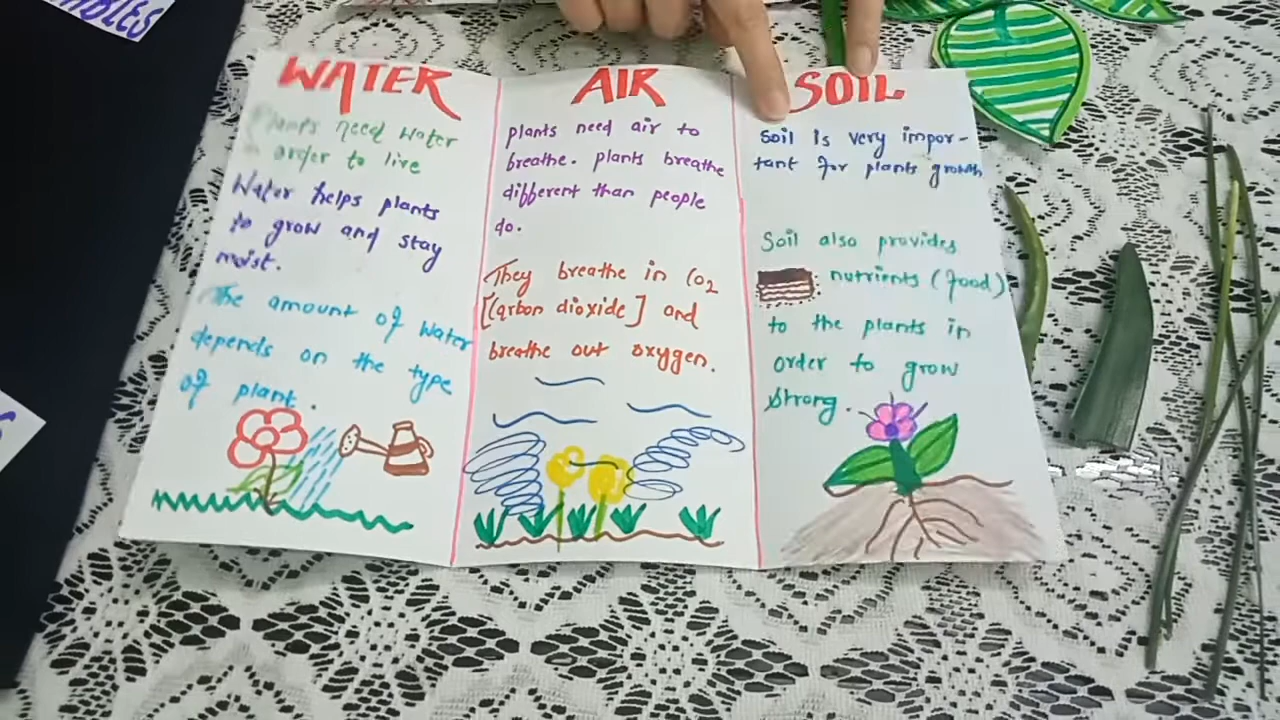 WATER
Plants need water
order to live
Water helps plants
to grow and stay
moist.
The amount of water
depends on the type
of plant.
AIR
plants need air to
breathe. plants breathe
different than people
do.
They breathe in CO2
[Carbon dioxide] and
breathe out oxygen.
SOIL
Soil is very impor-
tant for plants growth
Soil also provides
nutrients (food)
to the plants in
order to grow
strong.